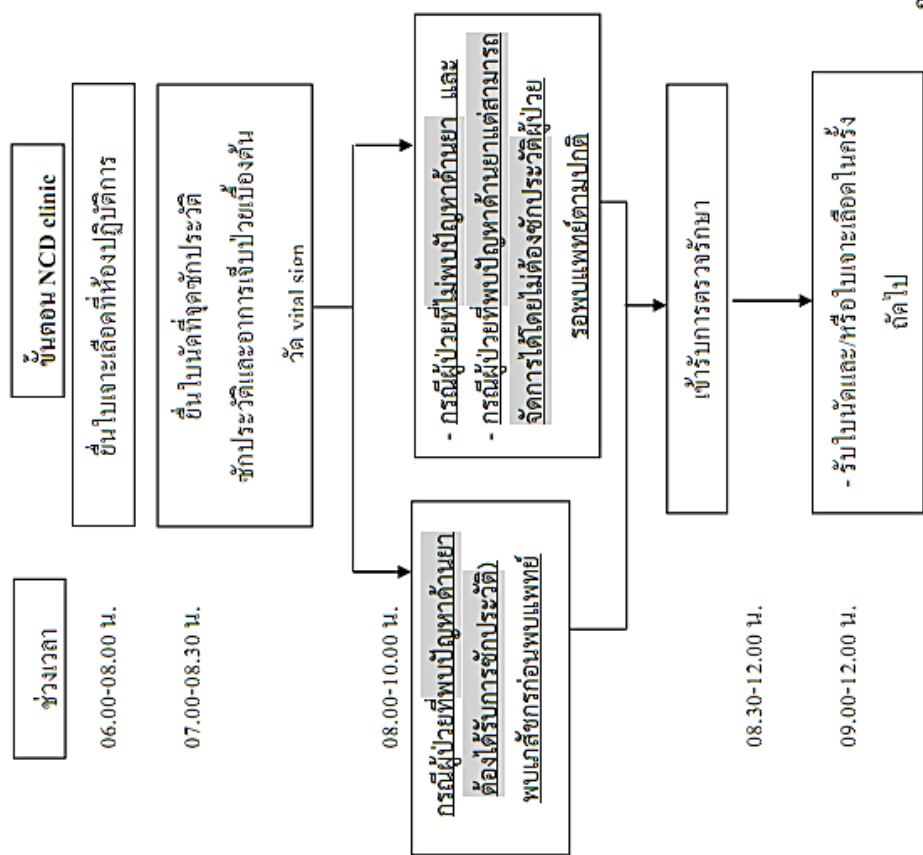 ช่วงเวลา
ขั้นตอน NCD clinic
06.00-08.00 น.
ยื่นใบเจาะเลือดที่ห้องปฏิบัติการ
07.00-08.30 น.
ยื่นใบนัดที่จุดซักประวัติ
ซักประวัติและอาการเจ็บป่วยเบื้องต้น
วัด vital sign
08.00-10.00 น.
กรณีผู้ป่วยที่พบปัญหาด้านยา
ต้องได้รับการซักประวัติ)
พบเภสัชกรก่อนพบแพทย์
- กรณีผู้ป่วยที่ไม่พบปัญหาด้านยา และ
- กรณีผู้ป่วยที่พบปัญหาด้านยาแต่สามารถ
จัดการได้โดยไม่ต้องซักประวัติผู้ป่วย
รอพบแพทย์ตามปกติ
08.30-12.00 น.
เข้ารับการตรวจรักษา
09.00-12.00 น.
- รับใบนัดและ/หรือใบเจาะเลือดในครั้ง
ถัดไป